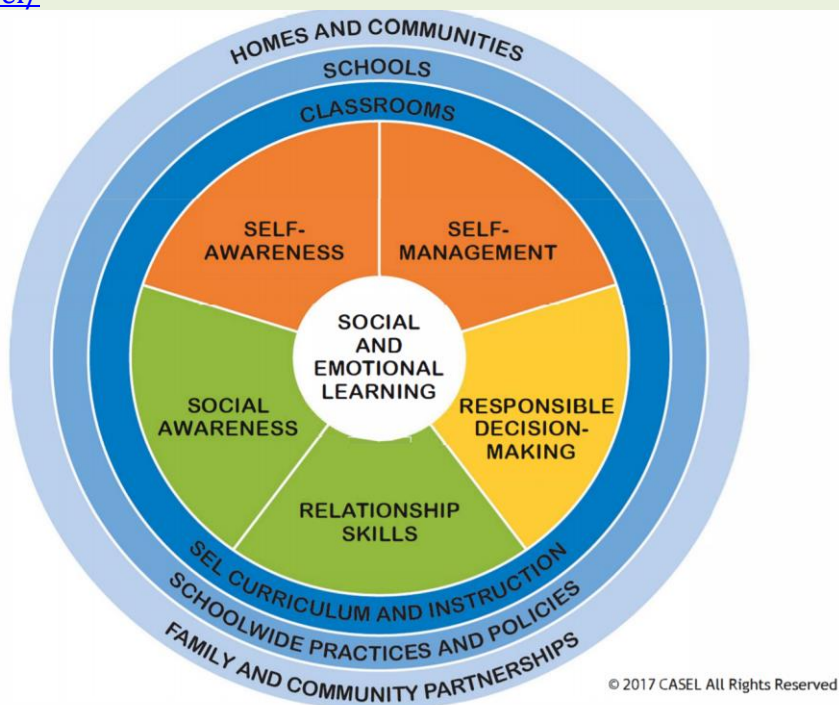 HOMES AND COMMUNITIES
SCHOOLS
CLASSROOMS
SELF-
AWARENESS
SELF-
MANAGEMENT
SOCIAL
AND
EMOTIONAL
LEARNING
SOCIAL
AWARENESS
RESPONSIBLE
DECISION-
MAKING
RELATIONSHIP
SKILLS
SEL CURRICULUM AND INSTRUCTION
SCHOOLWIDE PRACTICES AND POLICIES
FAMILY AND COMMUNITY PARTNERSHIPS
© 2017 CASEL All Rights Reserved